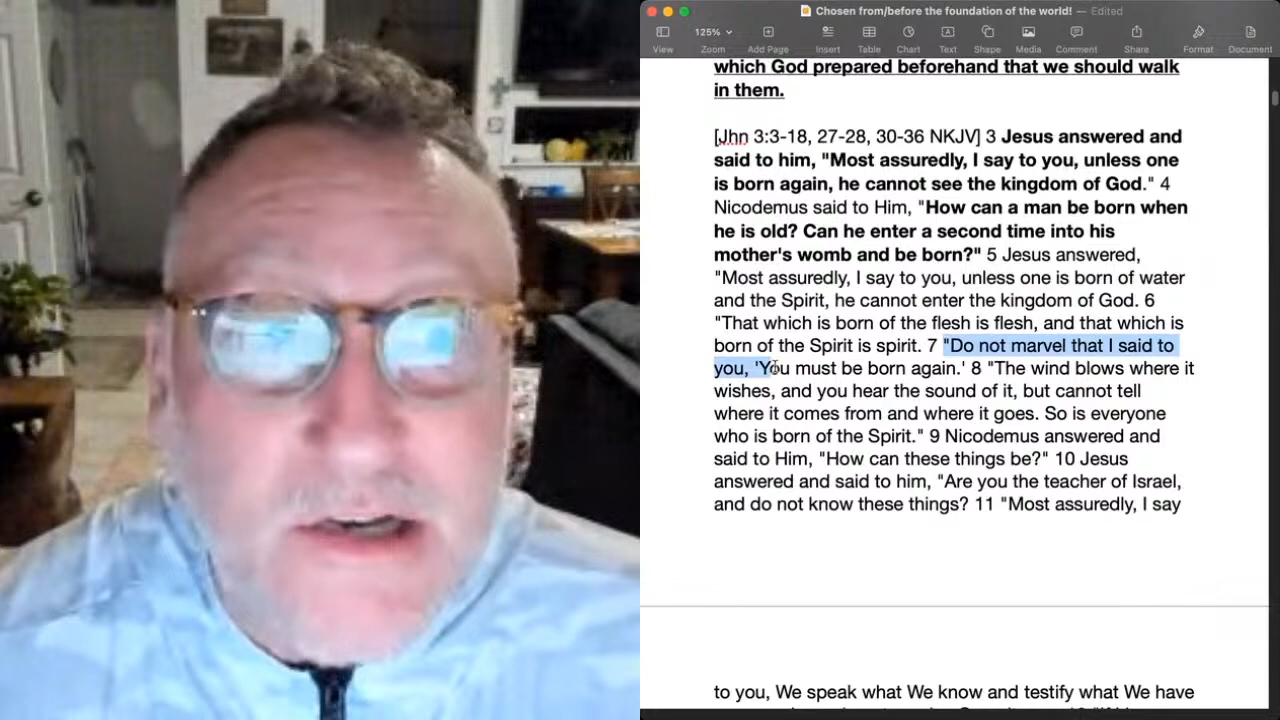 Chosen from/before the foundation of the world! — Edited
125%
View Zoom Add Page Insert Table Chart Text Shape Media Comment Share Format Document
which God prepared beforehand that we should walk
in them.
[Jhn 3:3-18, 27-28, 30-36 NKJV] 3 Jesus answered and
said to him, "Most assuredly, I say to you, unless one
is born again, he cannot see the kingdom of God." 4
Nicodemus said to Him, "How can a man be born when
he is old? Can he enter a second time into his
mother's womb and be born?" 5 Jesus answered,
"Most assuredly, I say to you, unless one is born of water
and the Spirit, he cannot enter the kingdom of God. 6
"That which is born of the flesh is flesh, and that which is
born of the Spirit is spirit. 7 "Do not marvel that I said to
you, 'You must be born again.' 8 "The wind blows where it
wishes, and you hear the sound of it, but cannot tell
where it comes from and where it goes. So is everyone
who is born of the Spirit." 9 Nicodemus answered and
said to Him, "How can these things be?" 10 Jesus
answered and said to him, "Are you the teacher of Israel,
and do not know these things? 11 "Most assuredly, I say
to you, We speak what We know and testify what We have